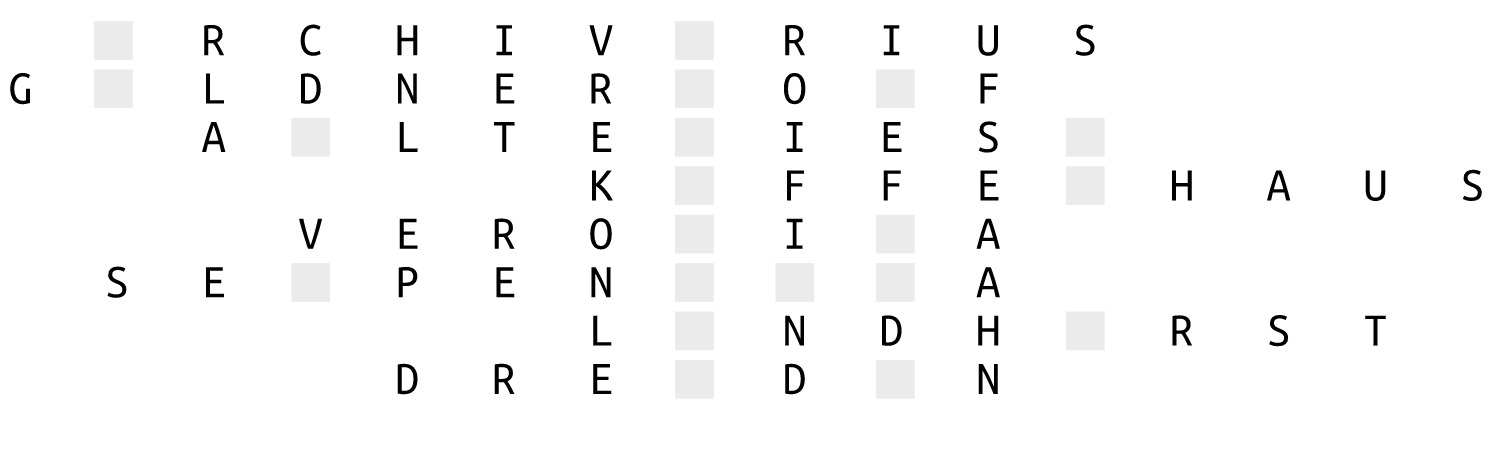 R C H I V R I U S
G L D N E R O F
A L T E I E S
K F F E H A U S
V E R O I A
S E P E N A
L N D H R S T
D R E D N